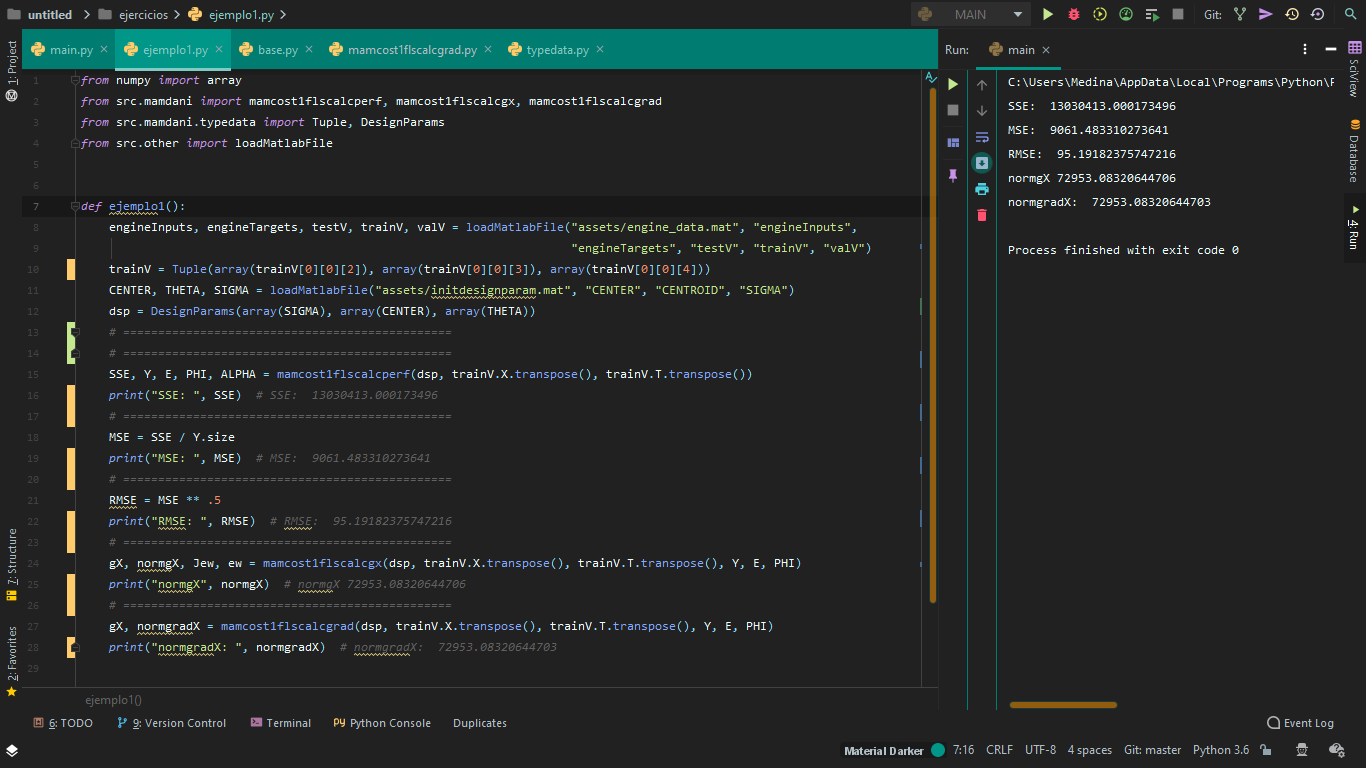 untitled > ejercicios > ejemplo1.py >
MAIN
Git:
main.py × ejemplo1.py × base.py × mamcost1flscalcgrad.py × typedata.py ×
Run: main ×
1: Project
7: Structure
2: Favorites
1 from numpy import array
2 from src.mamdani import mamcost1flscalcperf, mamcost1flscalcgx, mamcost1flscalcgrad
3 from src.mamdani.typedata import Tuple, DesignParams
4 from src.other import loadMatlabFile
5
6
7 def ejemplo1():
8 engineInputs, engineTargets, testV, trainV, valV = loadMatlabFile("assets/engine_data.mat", "engineInputs",
9 "engineTargets", "testV", "trainV", "valV")
10 trainV = Tuple(array(trainV[0][0][2]), array(trainV[0][0][3]), array(trainV[0][0][4]))
11 CENTER, THETA, SIGMA = loadMatlabFile("assets/initdesignparam.mat", "CENTER", "CENTROID", "SIGMA")
12 dsp = DesignParams(array(SIGMA), array(CENTER), array(THETA))
13 # ===============================================
14 # ===============================================
15 SSE, Y, E, PHI, ALPHA = mamcost1flscalcperf(dsp, trainV.X.transpose(), trainV.T.transpose())
16 print("SSE: ", SSE)  # SSE:  13030413.000173496
17 # ===============================================
18 MSE = SSE / Y.size
19 print("MSE: ", MSE)  # MSE:  9061.483310273641
20 # ===============================================
21 RMSE = MSE ** .5
22 print("RMSE: ", RMSE)  # RMSE:  95.19182375747216
23 # ===============================================
24 gX, normgX, Jew, ew = mamcost1flscalcgx(dsp, trainV.X.transpose(), trainV.T.transpose(), Y, E, PHI)
25 print("normgX", normgX)  # normgX 72953.08320644706
26 # ===============================================
27 gX, normgradX = mamcost1flscalcgrad(dsp, trainV.X.transpose(), trainV.T.transpose(), Y, E, PHI)
28 print("normgradX: ", normgradX)  # normgradX:  72953.08320644703
29
ejemplo1()
C:\Users\Medina\AppData\Local\Programs\Python\
SSE:  13030413.000173496
MSE:  9061.483310273641
RMSE:  95.19182375747216
normgX 72953.08320644706
normgradX:  72953.08320644703
Process finished with exit code 0
SciView
Database
4: Run
6: TODO 9: Version Control Terminal Python Console Duplicates
Event Log
Material Darker 7:16 CRLF UTF-8 4 spaces Git: master Python 3.6